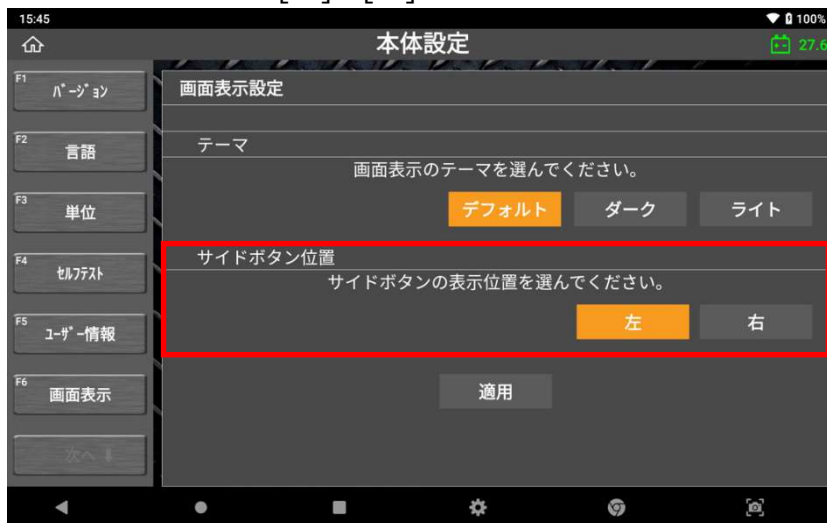 15:45
100%
本体設定
27.6
F1
バージョン
F2
言語
F3
単位
F4
セルフテスト
F5
ユーザー情報
F6
画面表示
次へ ⬇
画面表示設定
テーマ
画面表示のテーマを選んでください。
デフォルト ダーク ライト
サイドボタン位置
サイドボタンの表示位置を選んでください。
左 右
適用